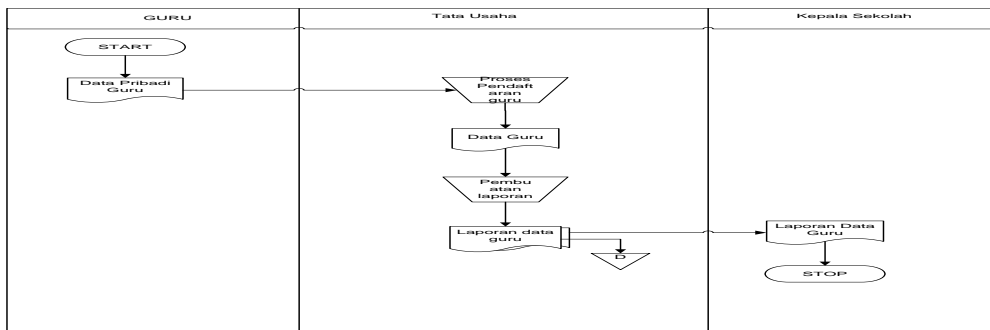 GURU
Tata Usaha
Kepala Sekolah
START
Data Pribadi
Guru
Proses
Pendaft
aran
guru
Data Guru
Pembu
atan
laporan
Laporan data
guru
D
Laporan Data
Guru
STOP